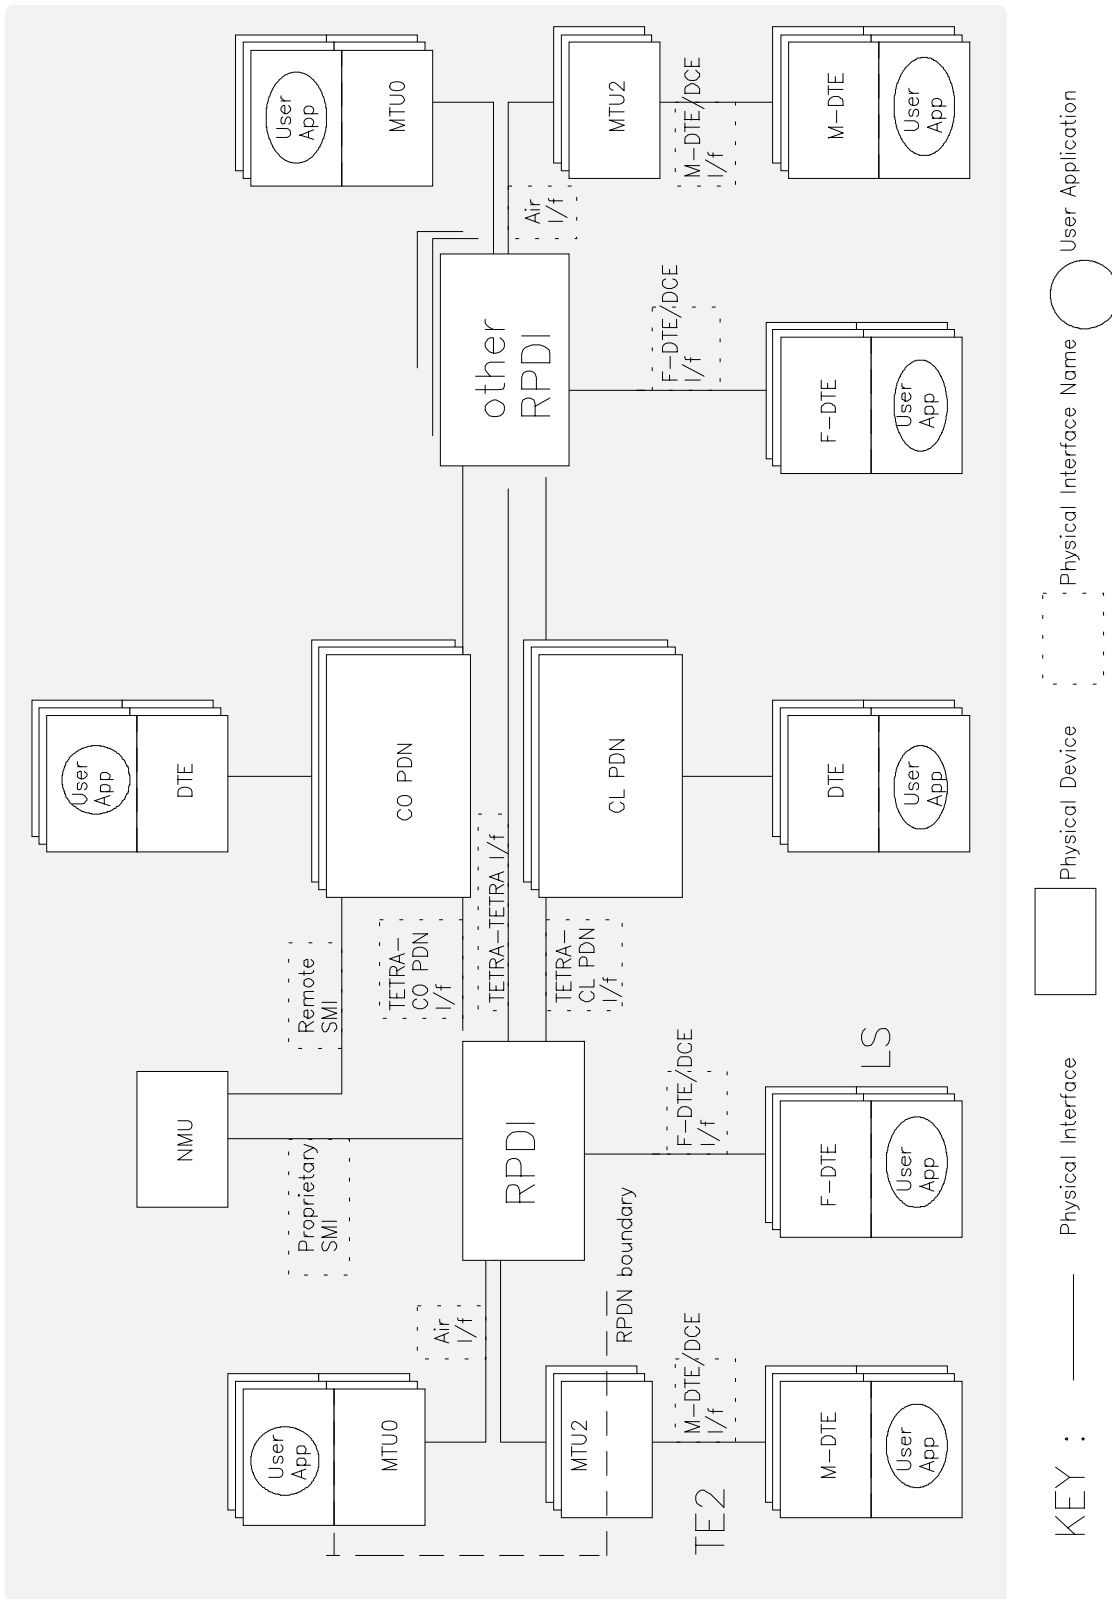 User
App
DTE
NMU
Proprietary
SMI
Remote
SMI
User
App
MTU0
User
App
MTU0
Air
I/f
TETRA-
CO PDN
I/f
CO PDN
TETRA-TETRA I/f
RPDI
other
RPDI
Air
I/f
MTU2
TETRA-
CL PDN
I/f
CL PDN
MTU2
RPDN boundary
M-DTE/DCE
I/f
F-DTE/DCE
I/f
F-DTE/DCE
I/f
M-DTE/DCE
I/f
TE2
M-DTE
User
App
F-DTE
User
App
LS
DTE
User
App
F-DTE
User
App
M-DTE
User
App
KEY :
Physical Interface
Physical Device
Physical Interface Name
User Application